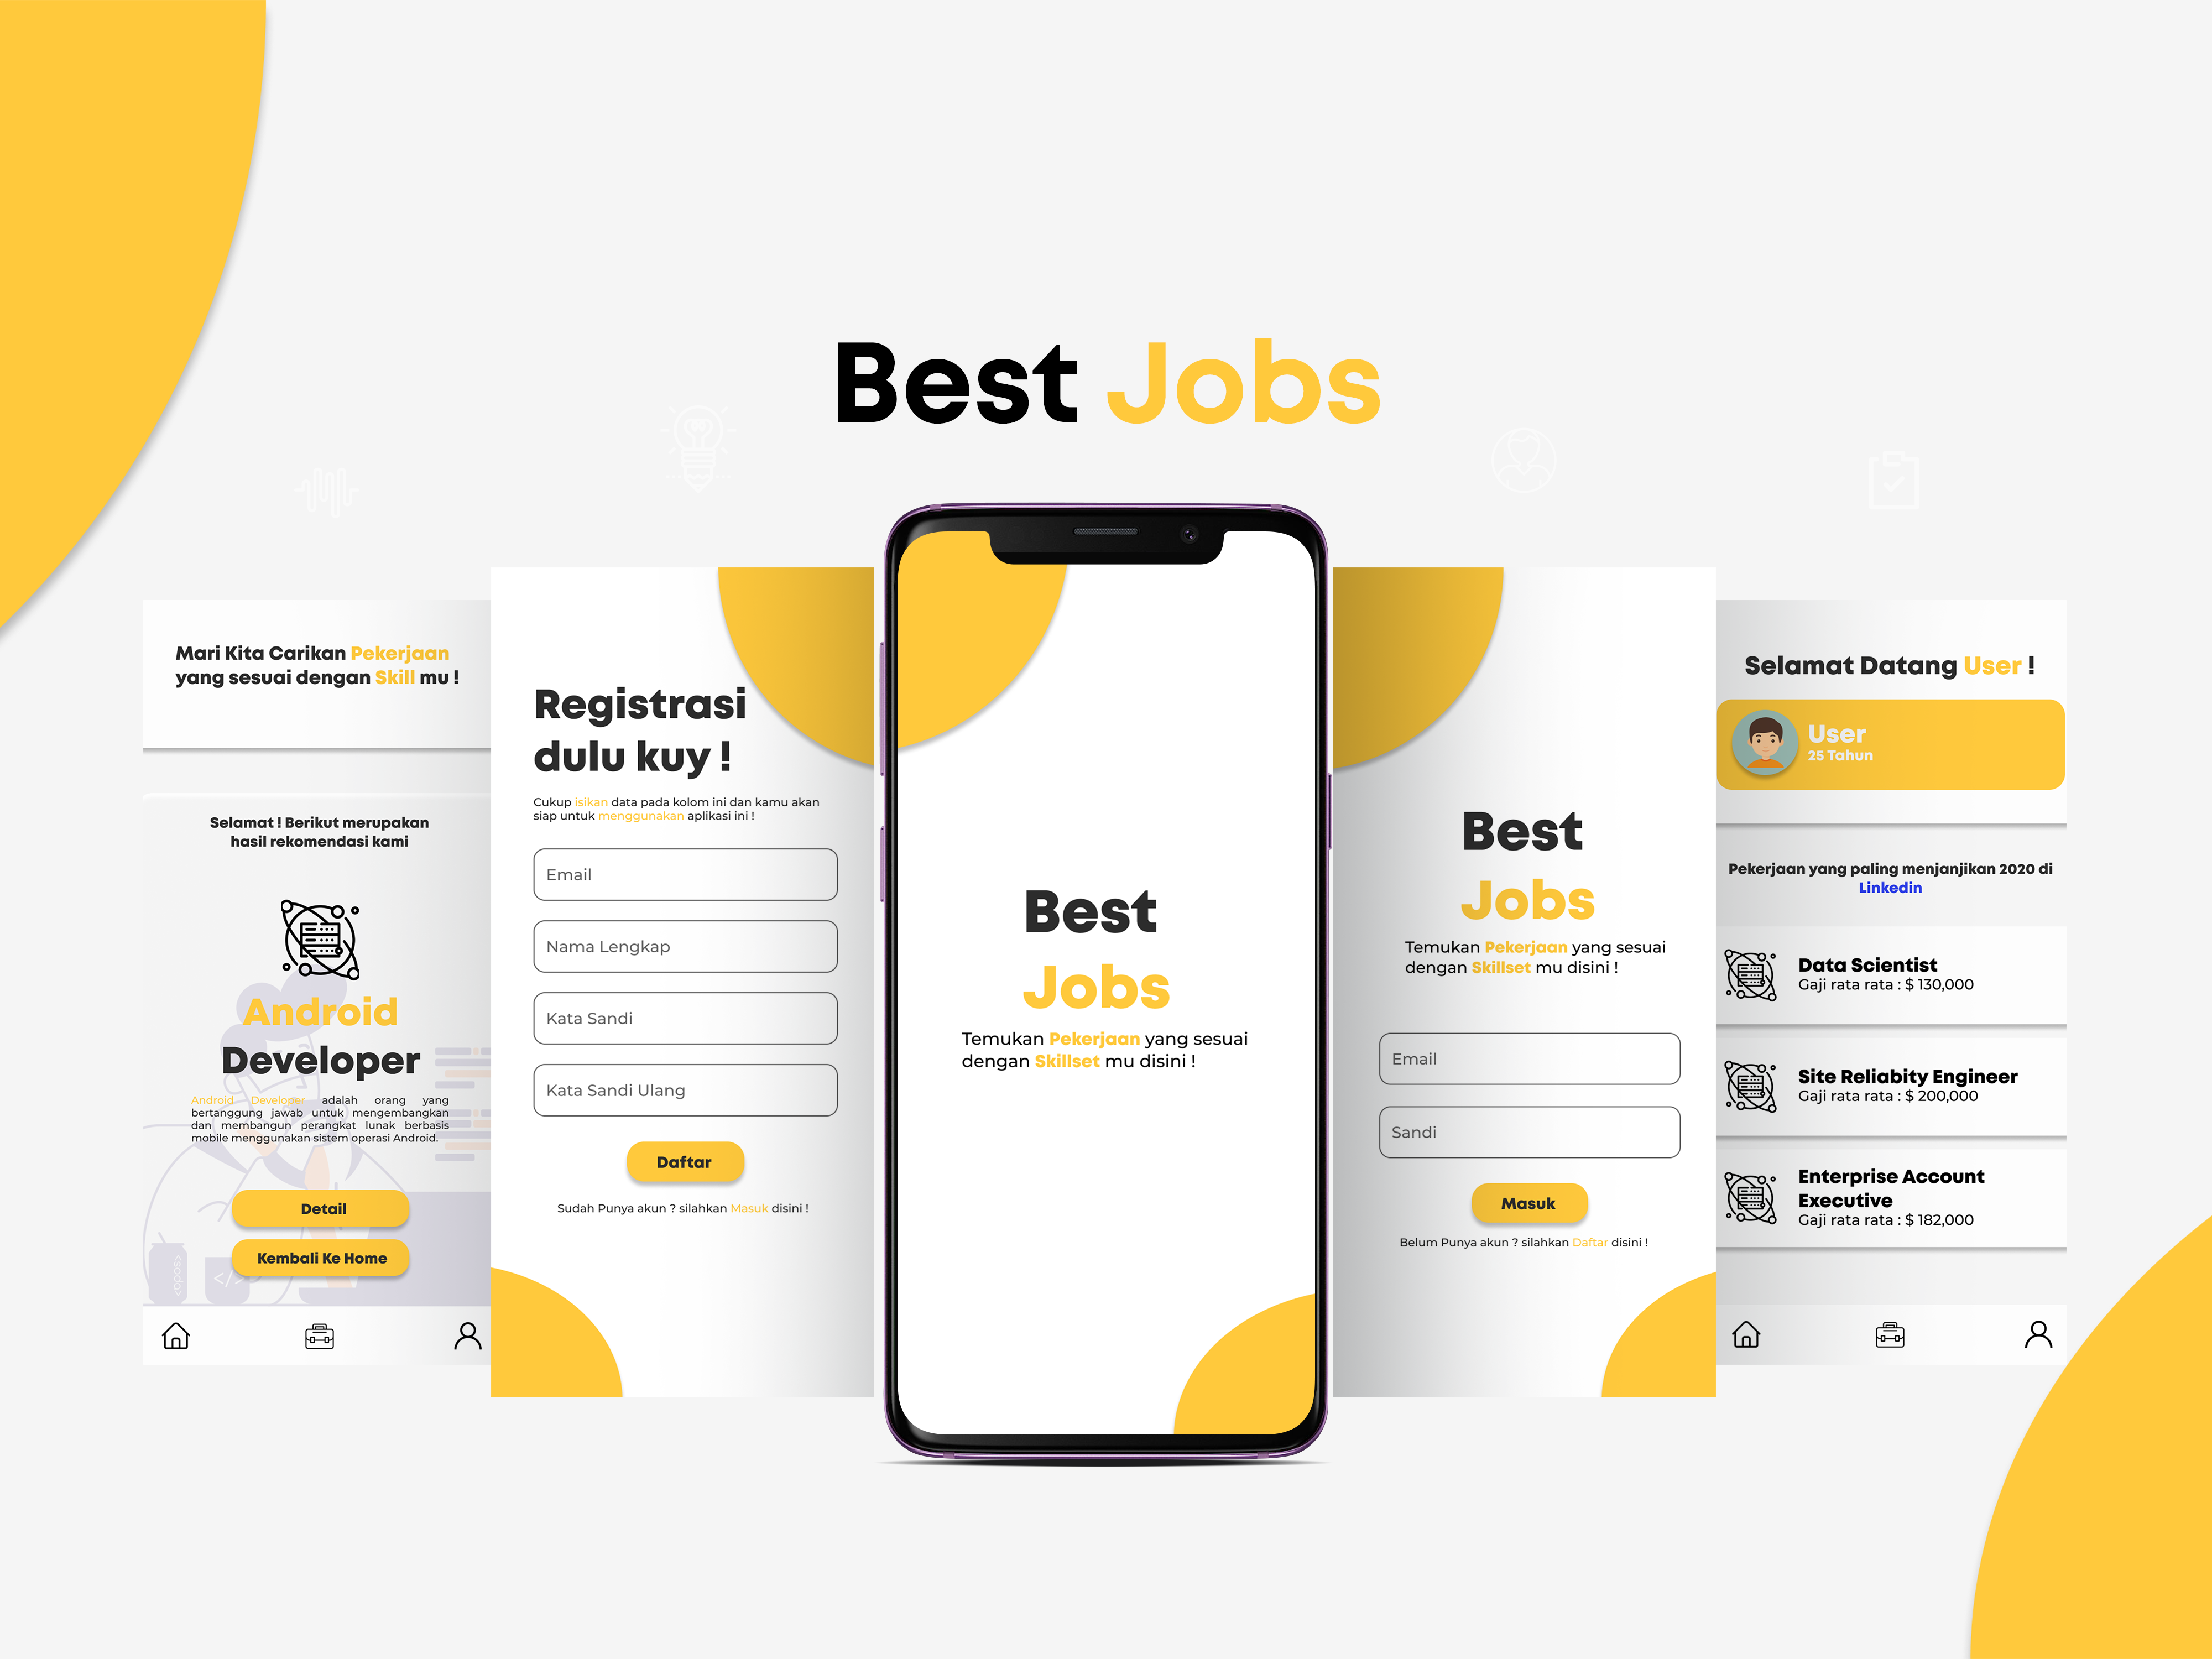 Best Jobs
Mari Kita Carikan Pekerjaan
yang sesuai dengan Skill mu !
Selamat ! Berikut merupakan
hasil rekomendasi kami
Android
Developer
Android Developer adalah orang yang
bertanggung jawab untuk mengembangkan
dan membangun perangkat lunak berbasis
mobile menggunakan sistem operasi Android.
Detail
Kembali Ke Home
</>
Registrasi
dulu kuy !
Cukup isikan data pada kolom ini dan kamu akan
siap untuk menggunakan aplikasi ini !
Email
Nama Lengkap
Kata Sandi
Kata Sandi Ulang
Daftar
Sudah Punya akun ? silahkan Masuk disini !
Best
Jobs
Temukan Pekerjaan yang sesuai
dengan Skillset mu disini !
Best
Jobs
Temukan Pekerjaan yang sesuai
dengan Skillset mu disini !
Email
Sandi
Masuk
Belum Punya akun ? silahkan Daftar disini !
Selamat Datang User !
User
25 Tahun
Pekerjaan yang paling menjanjikan 2020 di
Linkedin
Data Scientist
Gaji rata rata : $ 130,000
Site Reliabity Engineer
Gaji rata rata : $ 200,000
Enterprise Account
Executive
Gaji rata rata : $ 182,000